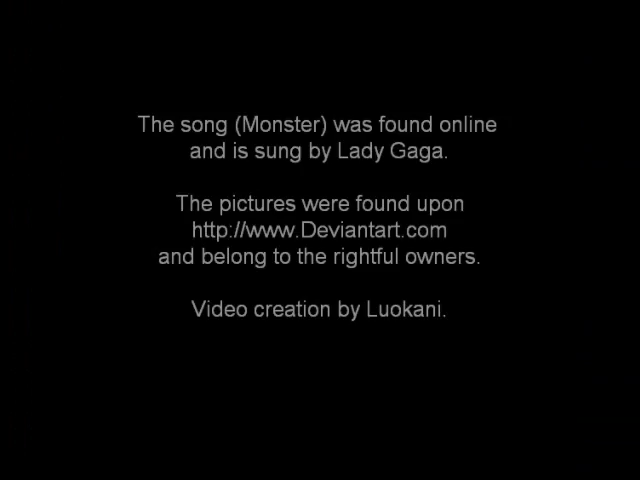 The song (Monster) was found online
and is sung by Lady Gaga.
The pictures were found upon
http://www.Deviantart.com
and belong to the rightful owners.
Video creation by Luokani.